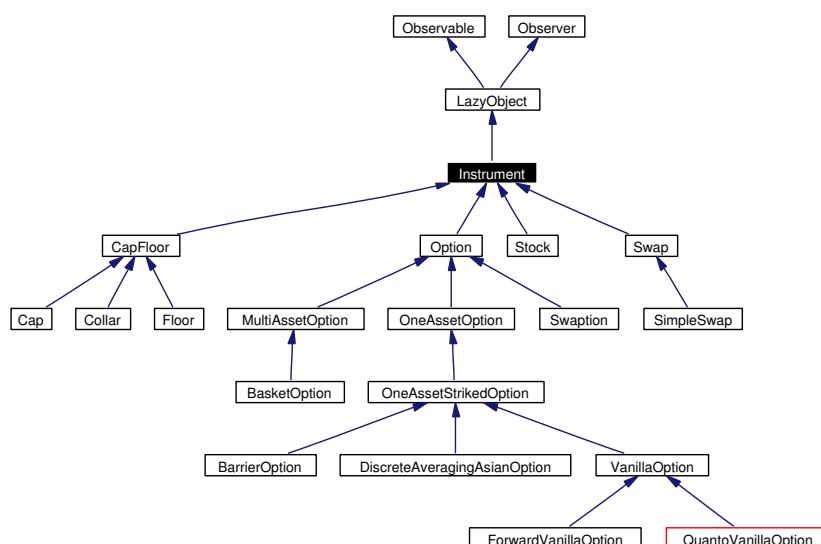 Observable
Observer
LazyObject
Instrument
CapFloor
Option
Stock
Swap
Cap
Collar
Floor
MultiAssetOption
OneAssetOption
Swaption
SimpleSwap
BasketOption
OneAssetStrikedOption
BarrierOption
DiscreteAveragingAsianOption
VanillaOption
ForwardVanillaOption
QuantoVanillaOption